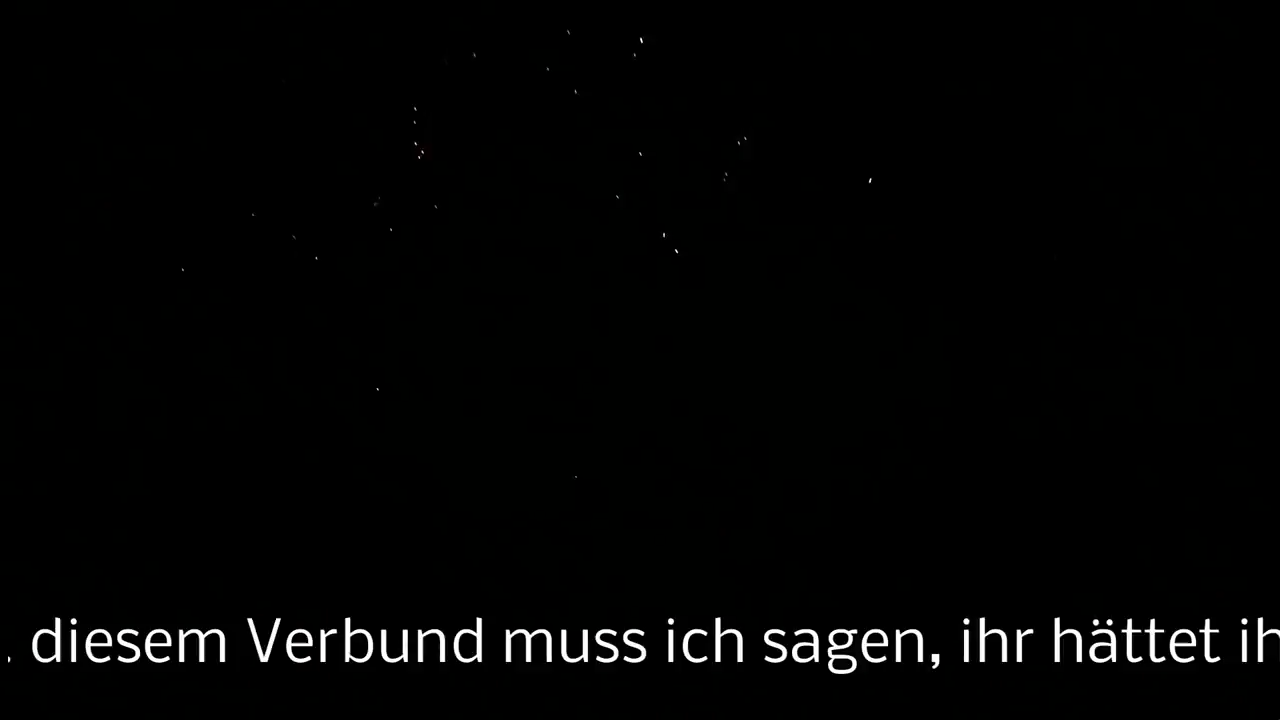 diesem Verbund muss ich sagen, ihr hättet